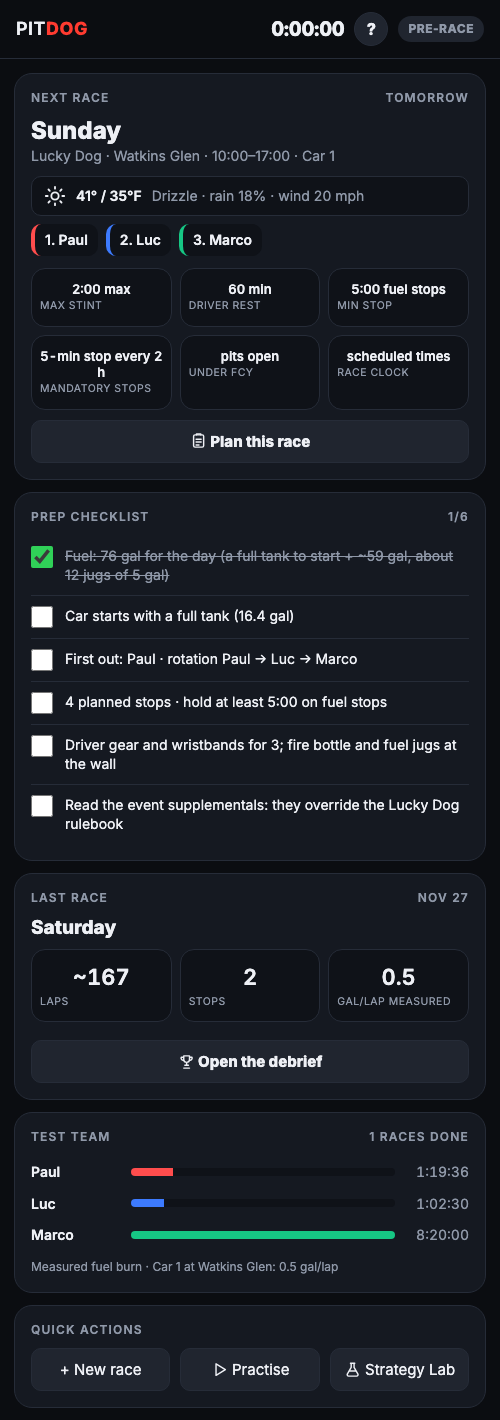 PITDOG
0:00:00
?
PRE-RACE
NEXT RACE
TOMORROW
Sunday
Lucky Dog · Watkins Glen · 10:00–17:00 · Car 1
41° / 35°F Drizzle · rain 18% · wind 20 mph
1. Paul
2. Luc
3. Marco
2:00 max
MAX STINT
60 min
DRIVER REST
5:00 fuel stops
MIN STOP
5-min stop every 2
h
MANDATORY STOPS
pits open
UNDER FCY
scheduled times
RACE CLOCK
Plan this race
PREP CHECKLIST
1/6
Fuel: 76 gal for the day (a full tank to start + ~59 gal, about
12 jugs of 5 gal)
Car starts with a full tank (16.4 gal)
First out: Paul · rotation Paul → Luc → Marco
4 planned stops · hold at least 5:00 on fuel stops
Driver gear and wristbands for 3; fire bottle and fuel jugs at
the wall
Read the event supplementals: they override the Lucky Dog
rulebook
LAST RACE
NOV 27
Saturday
~167
LAPS
2
STOPS
0.5
GAL/LAP MEASURED
Open the debrief
TEST TEAM
1 RACES DONE
Paul
1:19:36
Luc
1:02:30
Marco
8:20:00
Measured fuel burn · Car 1 at Watkins Glen: 0.5 gal/lap
QUICK ACTIONS
+ New race
Practise
Strategy Lab